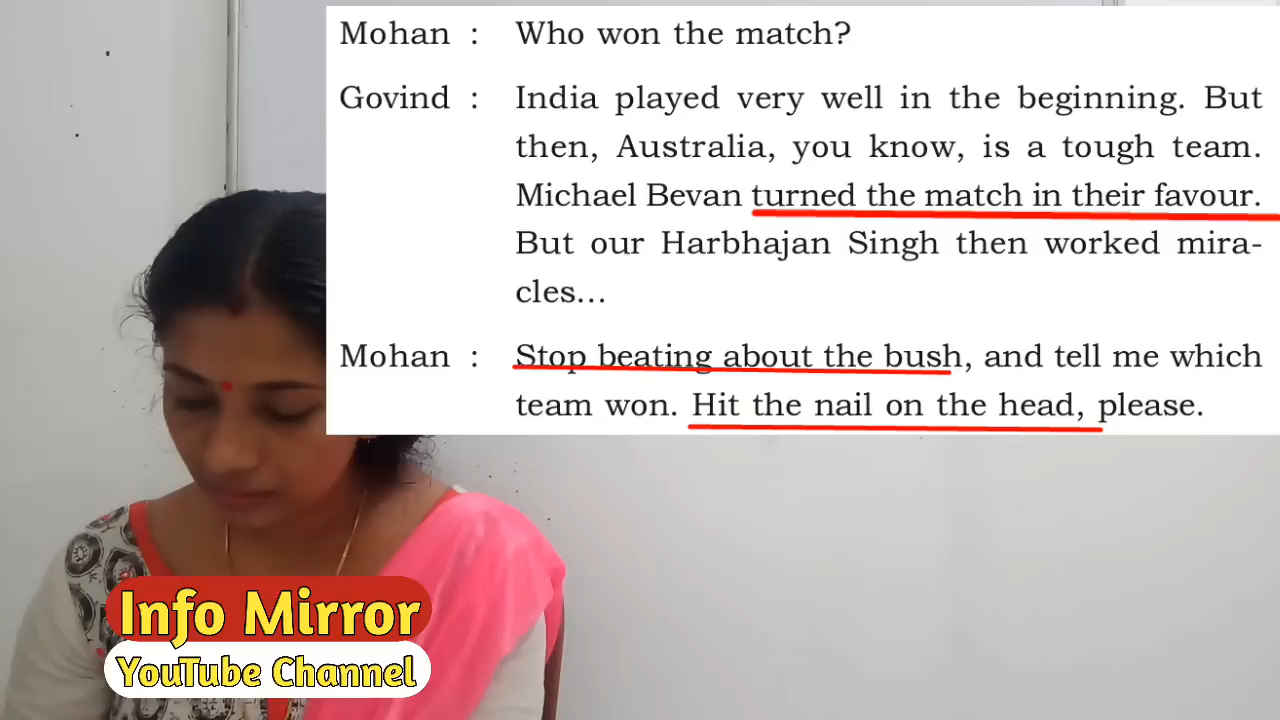 Mohan : Who won the match?
Govind : India played very well in the beginning. But
then, Australia, you know, is a tough team.
Michael Bevan turned the match in their favour.
But our Harbhajan Singh then worked mira-
cles...
Mohan : Stop beating about the bush, and tell me which
team won. Hit the nail on the head, please.
Info Mirror
YouTube Channel